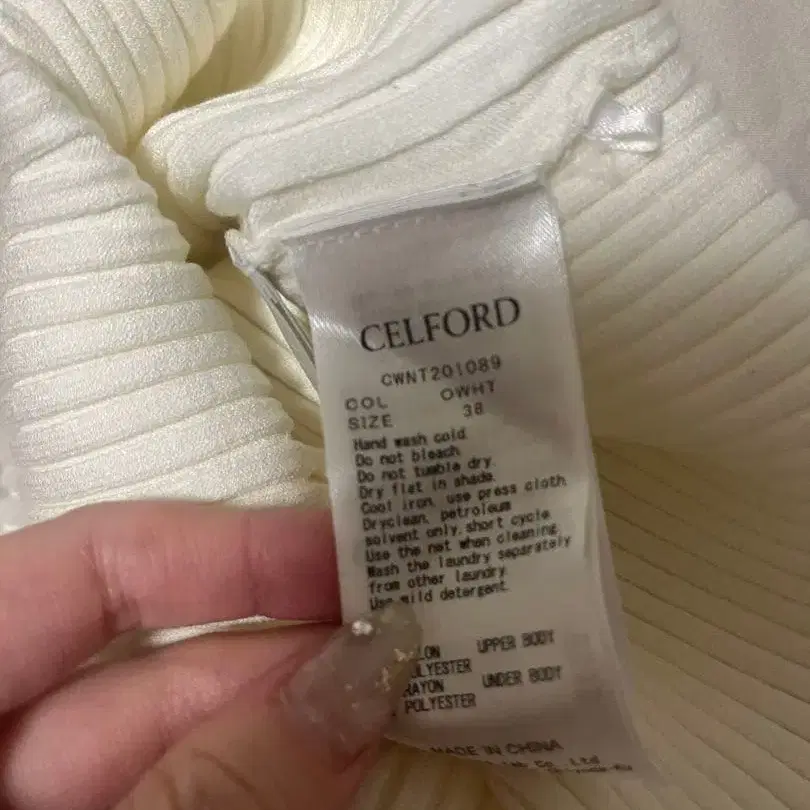 CELFORD
CWNT201089
COL OWHT
SIZE 38
Hand wash cold
Do not bleach
Do not tumble dry.
Dry flat in shade.
Cool iron, use press cloth
Dryclean, petroleum
solvent only, short cycle
Use the net when cleaning
Wash the laundry separately
from other laundry
Use mild detergent
UPPER BODY
POLYESTER
RAYON UNDER BODY
POLYESTER
MADE IN CHINA
Ltd